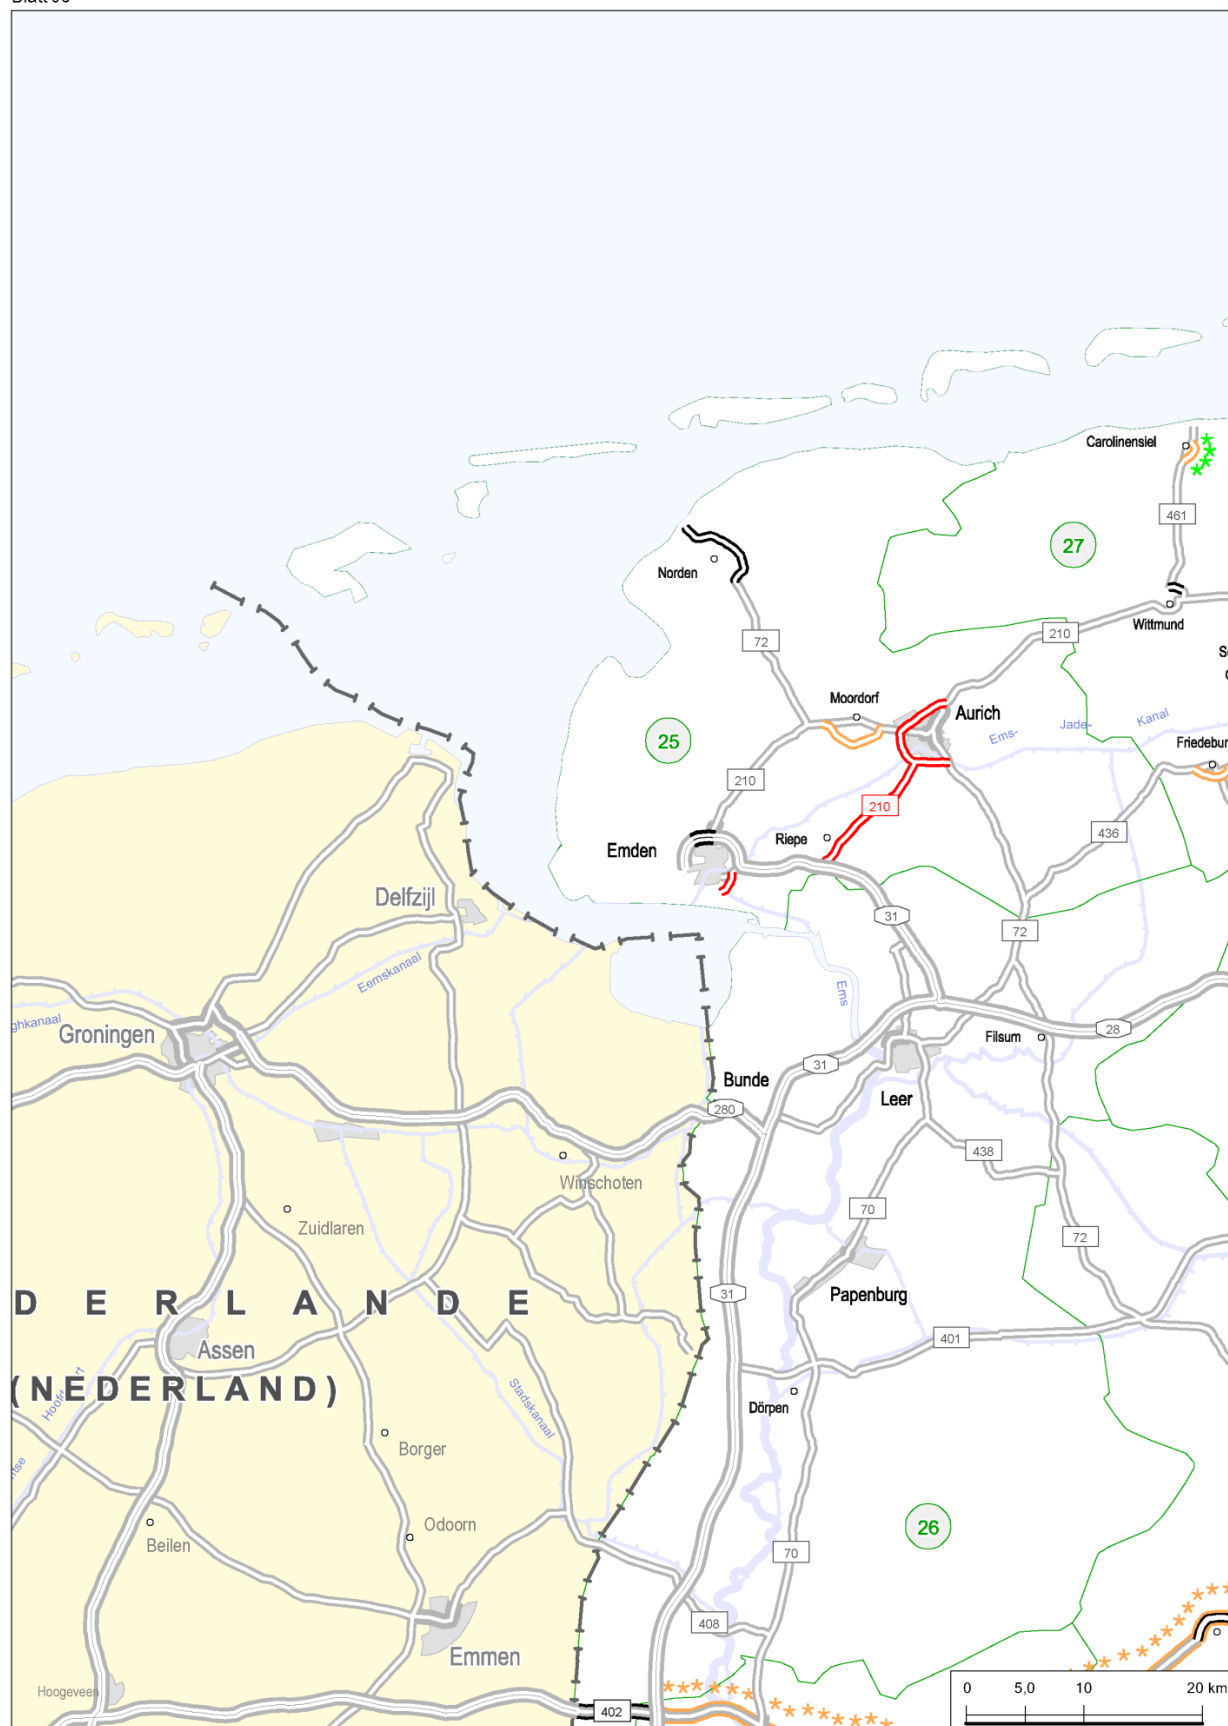 Carolinensiel
461
27
Norden
Wittmund
210
72
Moordorf
Aurich
Ems-
Jade-
Kanal
25
Friedebur
210
210
436
Riepe
Emden
Delfzijl
31
72
Eemskanaal
Ems
ghkanaal
Groningen
28
Filsum
31
Bunde
280
Leer
438
Winschoten
Zuidlaren
70
72
DERLANDE
31
Papenburg
401
Assen
(NEDERLAND)
Stadskanaal
Dörpen
Borger
Odoorn
Beilen
26
70
408
Emmen
Hoogeveen
402
0 5,0 10 20 km